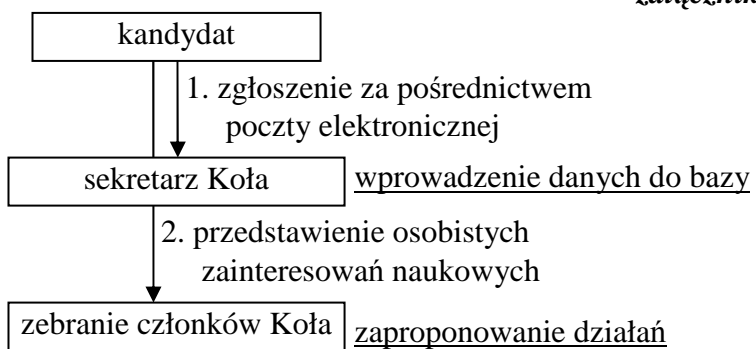 kandydat
1. zgłoszenie za pośrednictwem
poczty elektronicznej
sekretarz Koła
wprowadzenie danych do bazy
2. przedstawienie osobistych
zainteresowań naukowych
zebranie członków Koła
zaproponowanie działań